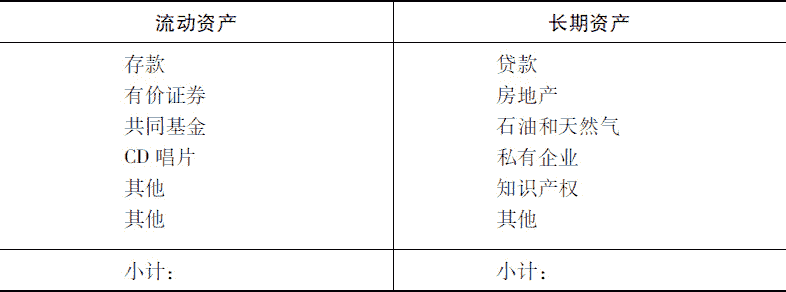 流动资产 长期资产
存款 贷款
有价证券 房地产
共同基金 石油和天然气
CD 唱片 私有企业
其他 知识产权
其他 其他
小计： 小计：